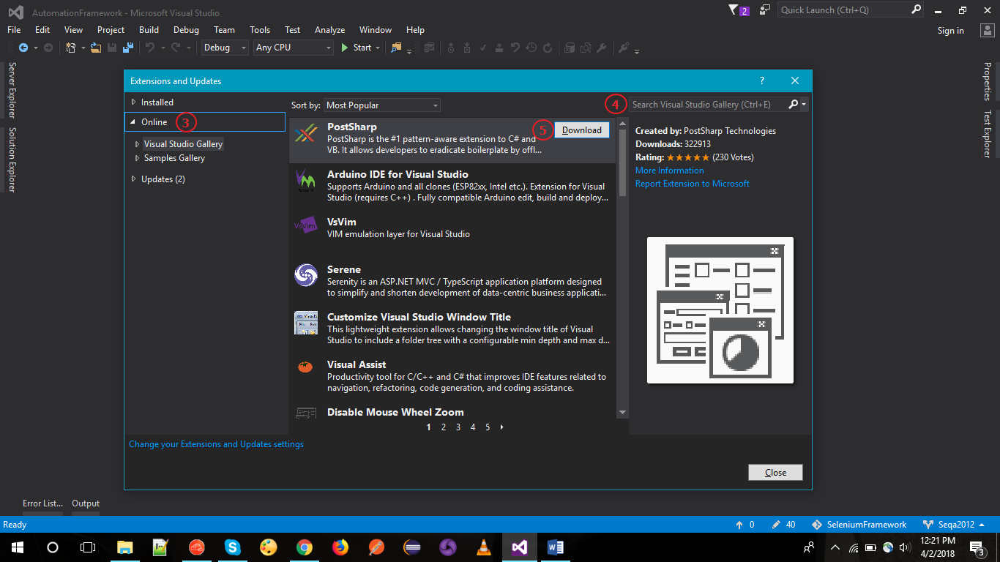 AutomationFramework - Microsoft Visual Studio
2
Quick Launch (Ctrl+Q)
File Edit View Project Build Debug Team Tools Test Analyze Window Help
Sign in
Debug Any CPU Start
Server Explorer
Solution Explorer
Properties
Test Explorer
Extensions and Updates
?
Installed
Online
3
Visual Studio Gallery
Samples Gallery
Updates (2)
Sort by: Most Popular
4
Search Visual Studio Gallery (Ctrl+E)
PostSharp
PostSharp is the #1 pattern-aware extension to C# and
VB. It allows developers to eradicate boilerplate by offl...
5
Download
Arduino IDE for Visual Studio
Supports Arduino and all clones (ESP82xx, Intel etc.). Extension for Visual
Studio (requires C++) . Fully compatible Arduino edit, build and deploy...
VsVim
VsVim
VIM emulation layer for Visual Studio
Serene
Serenity is an ASP.NET MVC / TypeScript application platform designed
to simplify and shorten development of data-centric business applicati...
Customize Visual Studio Window Title
This lightweight extension allows changing the window title of Visual
Studio to include a folder tree with a configurable min depth and max d...
Visual Assist
Productivity tool for C/C++ and C# that improves IDE features related to
navigation, refactoring, code generation, and coding assistance.
Disable Mouse Wheel Zoom
1 2 3 4 5
Created by: PostSharp Technologies
Downloads: 322913
Rating: ★★★★★ (230 Votes)
More Information
Report Extension to Microsoft
Change your Extensions and Updates settings
Close
Error List... Output
Ready
0 40 SeleniumFramework Seqa2012
12:21 PM
4/2/2018
3